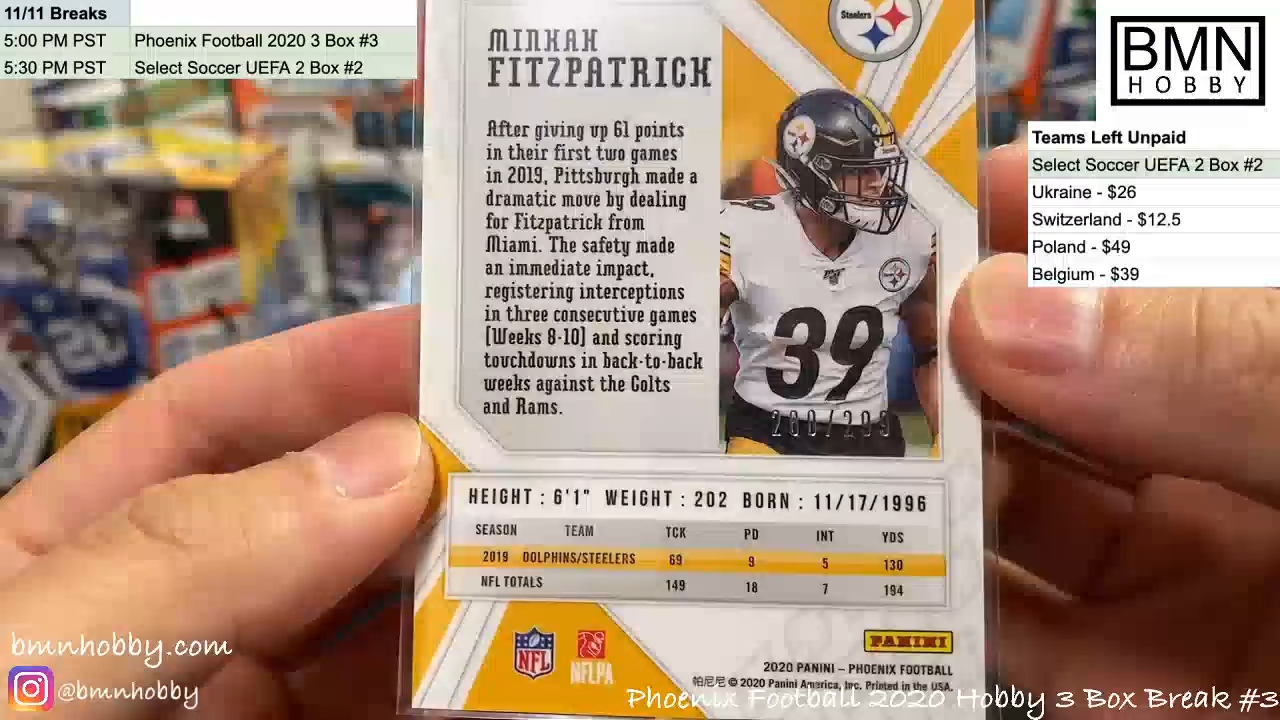 11/11 Breaks
5:00 PM PST Phoenix Football 2020 3 Box #3
5:30 PM PST Select Soccer UEFA 2 Box #2
BMN
HOBBY
Teams Left Unpaid
Select Soccer UEFA 2 Box #2
Ukraine - $26
Switzerland - $12.5
Poland - $49
Belgium - $39
Steelers
MINKAH
FITZPATRICK
After giving up 61 points
in their first two games
in 2019, Pittsburgh made a
dramatic move by dealing
for Fitzpatrick from
Miami. The safety made
an immediate impact,
registering interceptions
in three consecutive games
(Weeks 8-10) and scoring
touchdowns in back-to-back
weeks against the Colts
and Rams.
39
39
HEIGHT : 6'1" WEIGHT : 202 BORN : 11/17/1996
SEASON TEAM TCK PD INT YDS
2019 DOLPHINS/STEELERS 69 9 5 130
NFL TOTALS 149 18 7 194
NFL
NFLPA
PANINI
2020 PANINI – PHOENIX FOOTBALL
帕尼尼 © 2020 Panini America, Inc. Printed in the USA.
bmnhobby.com
@bmnhobby
Phoenix Football 2020 Hobby 3 Box Break #3